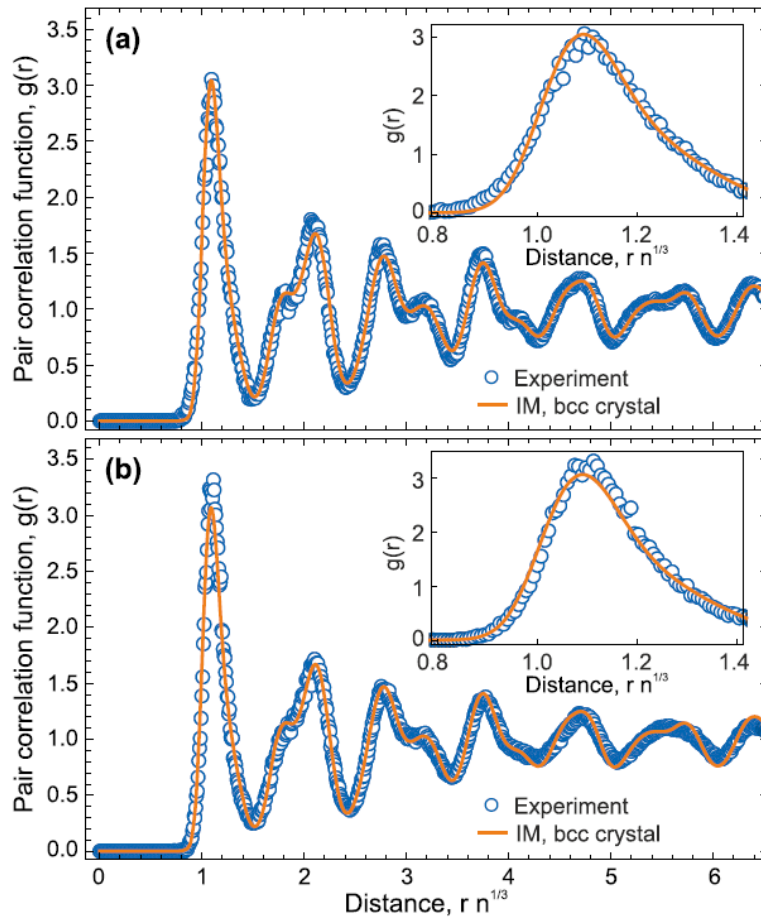 (a)
Pair correlation function, g(r)
3.5
3.0
2.5
2.0
1.5
1.0
0.5
0.0
g(r)
3
2
1
0
0.8 1.0 1.2 1.4
Distance, r n^1/3
Experiment
IM, bcc crystal
(b)
Pair correlation function, g(r)
3.5
3.0
2.5
2.0
1.5
1.0
0.5
0.0
g(r)
3
2
1
0
0.8 1.0 1.2 1.4
Distance, r n^1/3
Experiment
IM, bcc crystal
0 1 2 3 4 5 6
Distance, r n^1/3